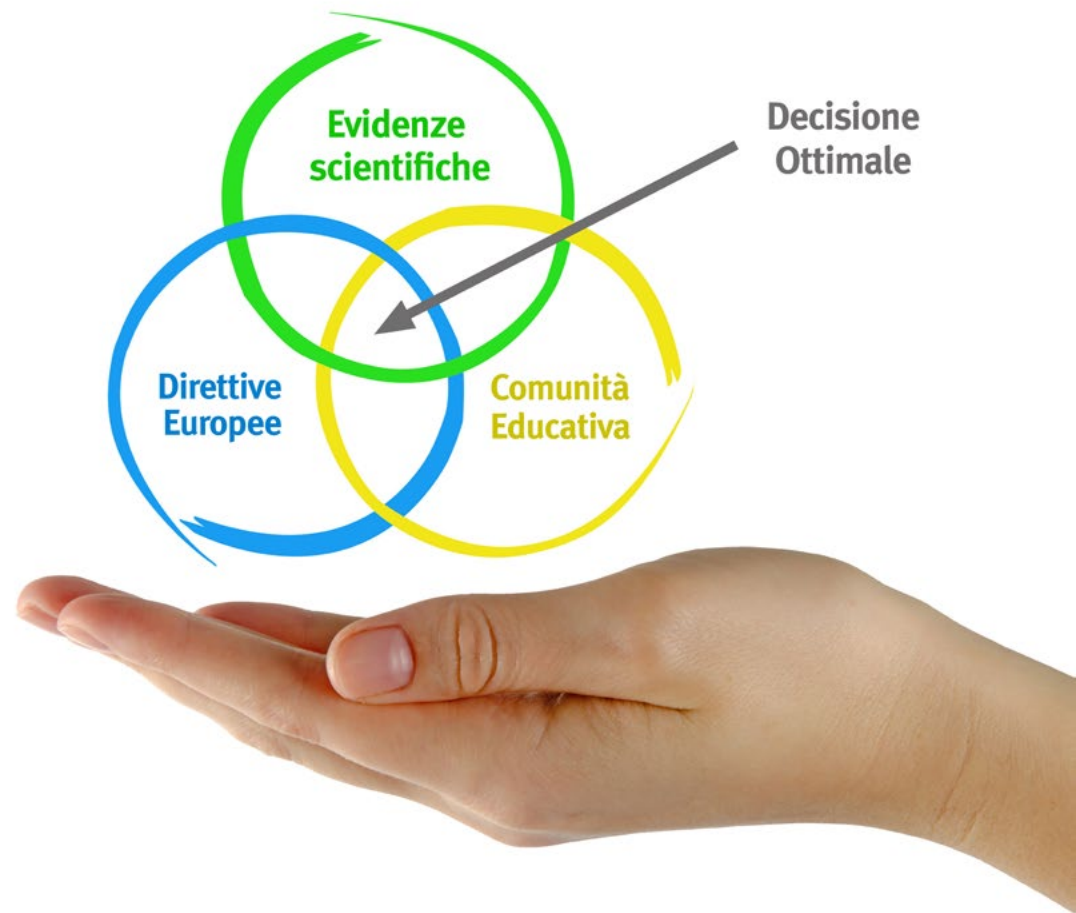 Evidenze
scientifiche
Decisione
Ottimale
Direttive
Europee
Comunità
Educativa